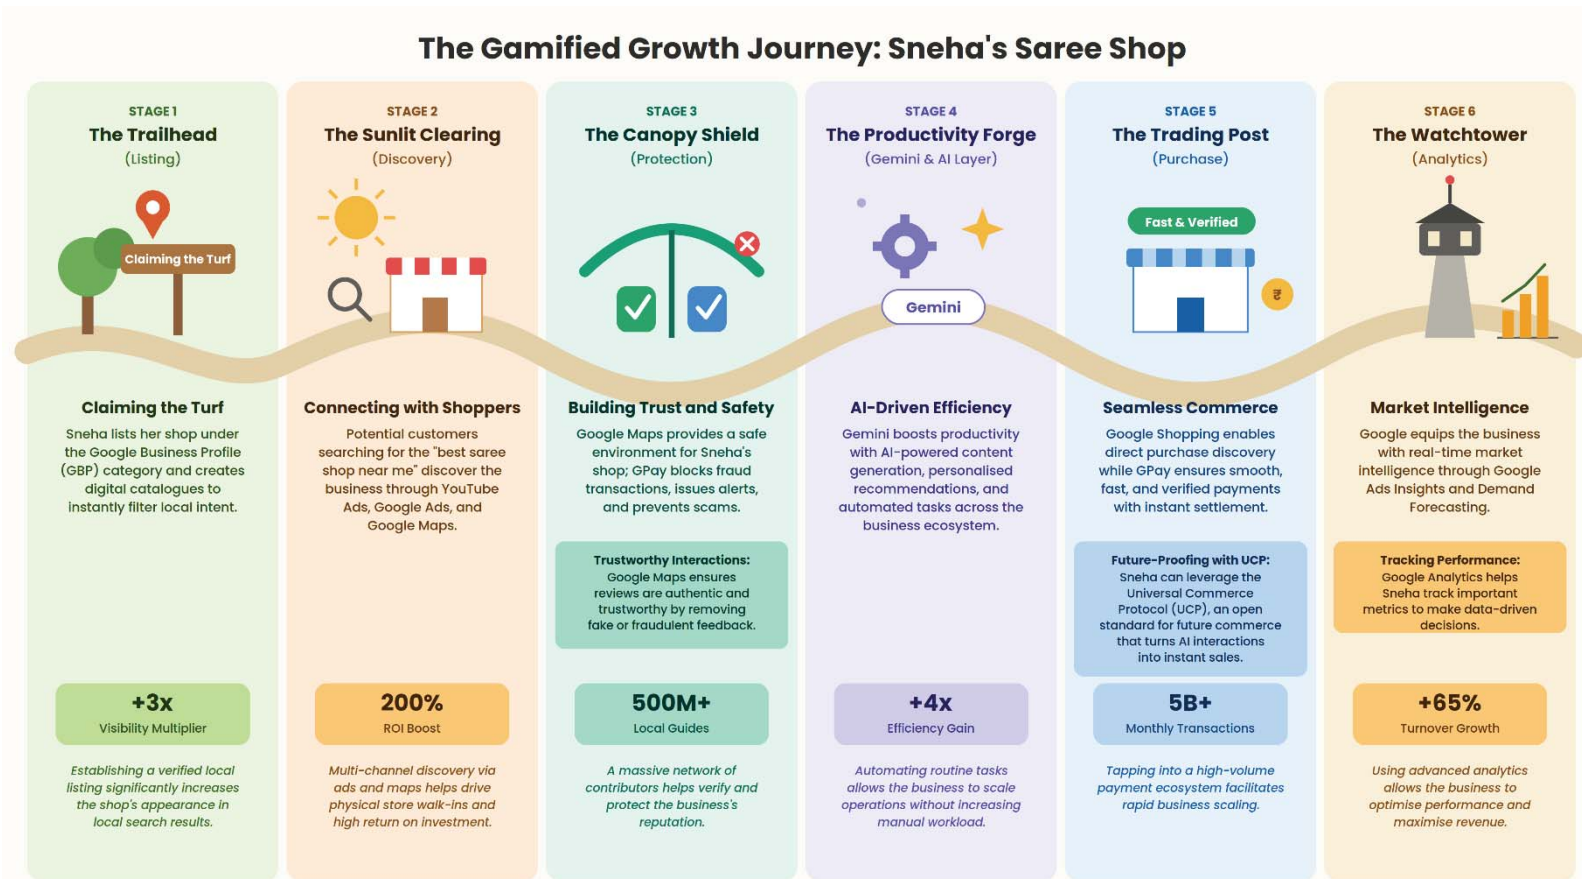 The Gamified Growth Journey: Sneha's Saree Shop
STAGE 1
The Trailhead
(Listing)
Claiming the Turf
Claiming the Turf
Sneha lists her shop under
the Google Business Profile
(GBP) category and creates
digital catalogues to
instantly filter local intent.
+3x
Visibility Multiplier
Establishing a verified local
listing significantly increases
the shop's appearance in
local search results.
STAGE 2
The Sunlit Clearing
(Discovery)
Connecting with Shoppers
Potential customers
searching for the "best saree
shop near me" discover the
business through YouTube
Ads, Google Ads, and
Google Maps.
200%
ROI Boost
Multi-channel discovery via
ads and maps helps drive
physical store walk-ins and
high return on investment.
STAGE 3
The Canopy Shield
(Protection)
Building Trust and Safety
Google Maps provides a safe
environment for Sneha's
shop; GPay blocks fraud
transactions, issues alerts,
and prevents scams.
Trustworthy Interactions:
Google Maps ensures
reviews are authentic and
trustworthy by removing
fake or fraudulent feedback.
500M+
Local Guides
A massive network of
contributors helps verify and
protect the business's
reputation.
STAGE 4
The Productivity Forge
(Gemini & AI Layer)
Gemini
AI-Driven Efficiency
Gemini boosts productivity
with AI-powered content
generation, personalised
recommendations, and
automated tasks across the
business ecosystem.
+4x
Efficiency Gain
Automating routine tasks
allows the business to scale
operations without increasing
manual workload.
STAGE 5
The Trading Post
(Purchase)
Fast & Verified
₹
Seamless Commerce
Google Shopping enables
direct purchase discovery
while GPay ensures smooth,
fast, and verified payments
with instant settlement.
Future-Proofing with UCP:
Sneha can leverage the
Universal Commerce
Protocol (UCP), an open
standard for future commerce
that turns AI interactions
into instant sales.
5B+
Monthly Transactions
Tapping into a high-volume
payment ecosystem facilitates
rapid business scaling.
STAGE 6
The Watchtower
(Analytics)
Market Intelligence
Google equips the business
with real-time market
intelligence through Google
Ads Insights and Demand
Forecasting.
Tracking Performance:
Google Analytics helps
Sneha track important
metrics to make data-driven
decisions.
+65%
Turnover Growth
Using advanced analytics
allows the business to
optimise performance and
maximise revenue.